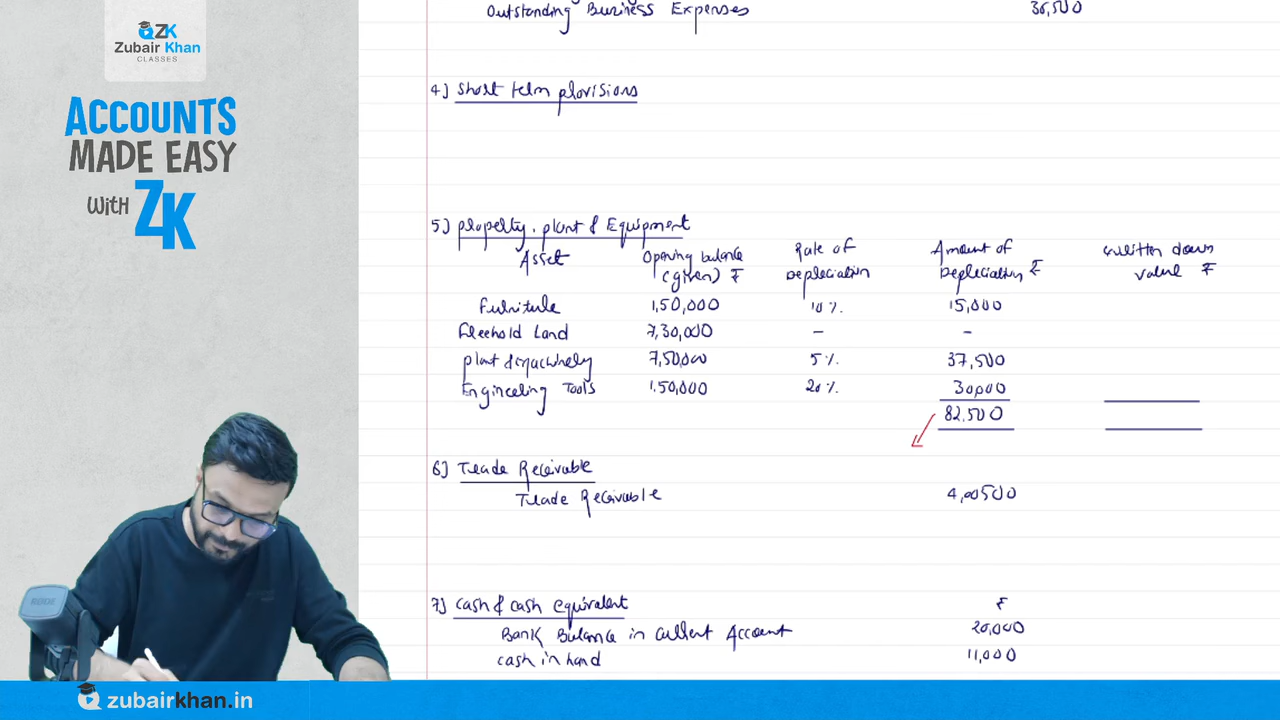 ZK
Zubair Khan
CLASSES
ACCOUNTS
MADE EASY
with ZK
RODE
zubairkhan.in
Outstanding Business Expenses 36,500
4) Short term provisions
5) Property, plant & Equipment
Asset Opening balance (given) ₹ Rate of Depreciation Amount of Depreciation ₹ written down value ₹
Furniture 1,50,000 10% 15,000
Freehold Land 7,30,000 – –
plant & machinery 7,50,000 5% 37,500
Engineering Tools 1,50,000 20% 30,000
82,500
6) Trade Receivable
Trade Receivable 4,00500
7) cash & cash equivalent ₹
Bank Balance in current Account 20,000
cash in hand 11,000